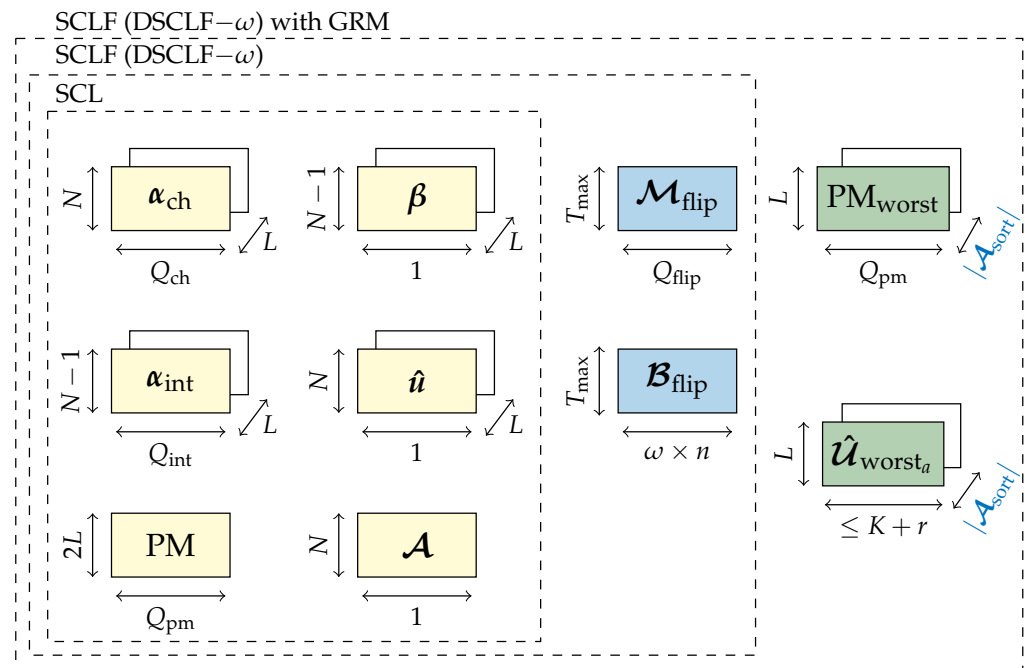 SCLF (DSCLF−ω) with GRM
SCLF (DSCLF−ω)
SCL
N
α_ch
Q_ch
L
N − 1
β
1
L
T_max
M_flip
Q_flip
L
PM_worst
Q_pm
|A_sort|
N − 1
α_int
Q_int
L
N
û
1
L
T_max
B_flip
ω × n
L
Û_worst_a
≤ K + r
|A_sort|
2L
PM
Q_pm
N
A
1